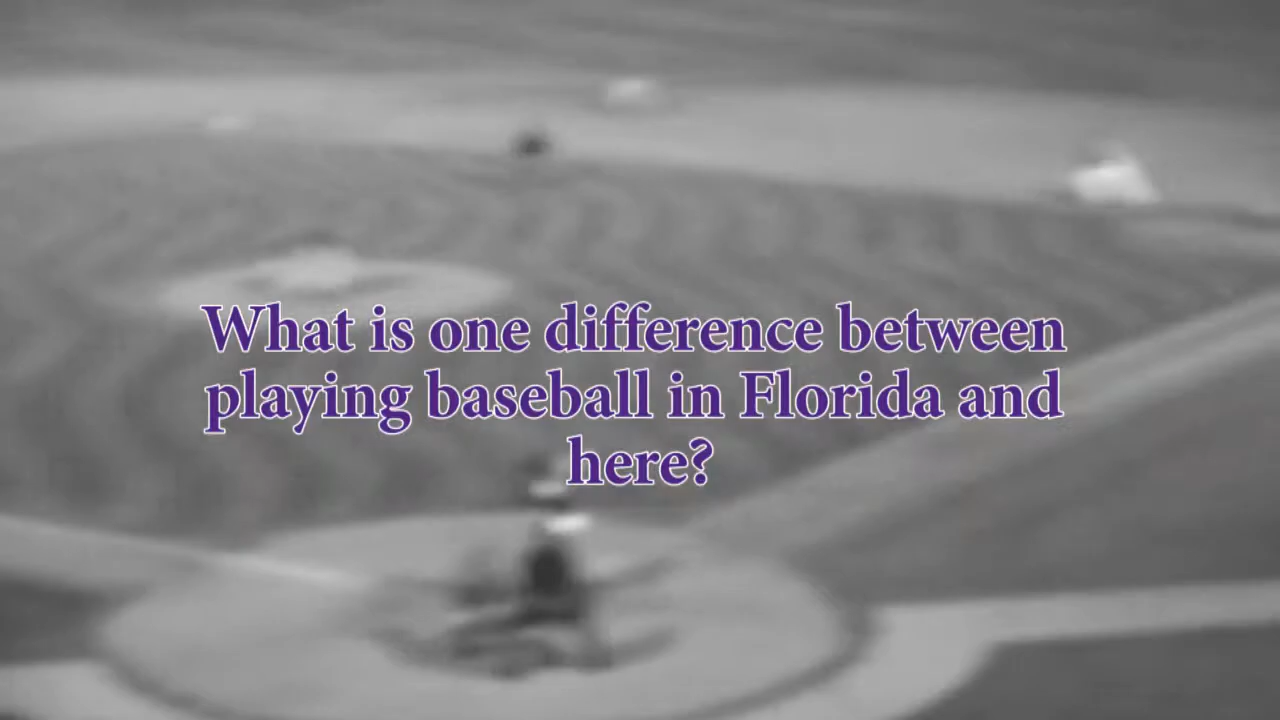 What is one difference between
playing baseball in Florida and
here?